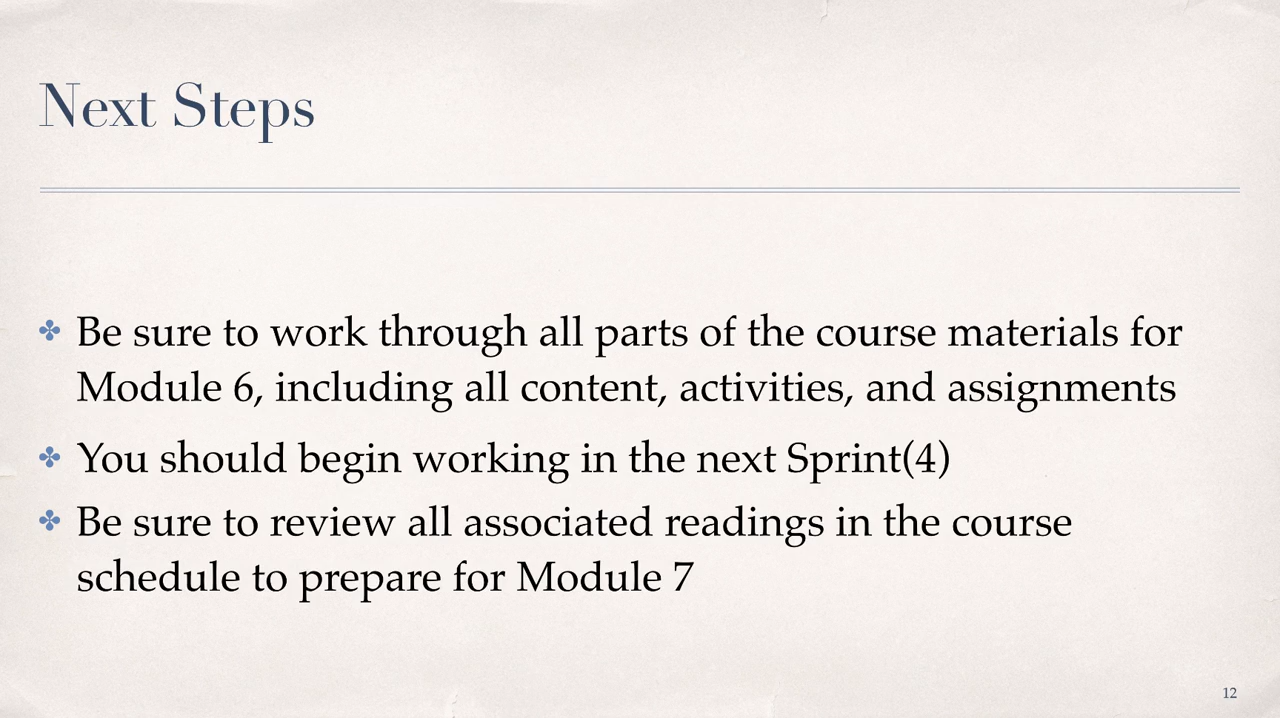 Next Steps
Be sure to work through all parts of the course materials for
Module 6, including all content, activities, and assignments
You should begin working in the next Sprint(4)
Be sure to review all associated readings in the course
schedule to prepare for Module 7
12